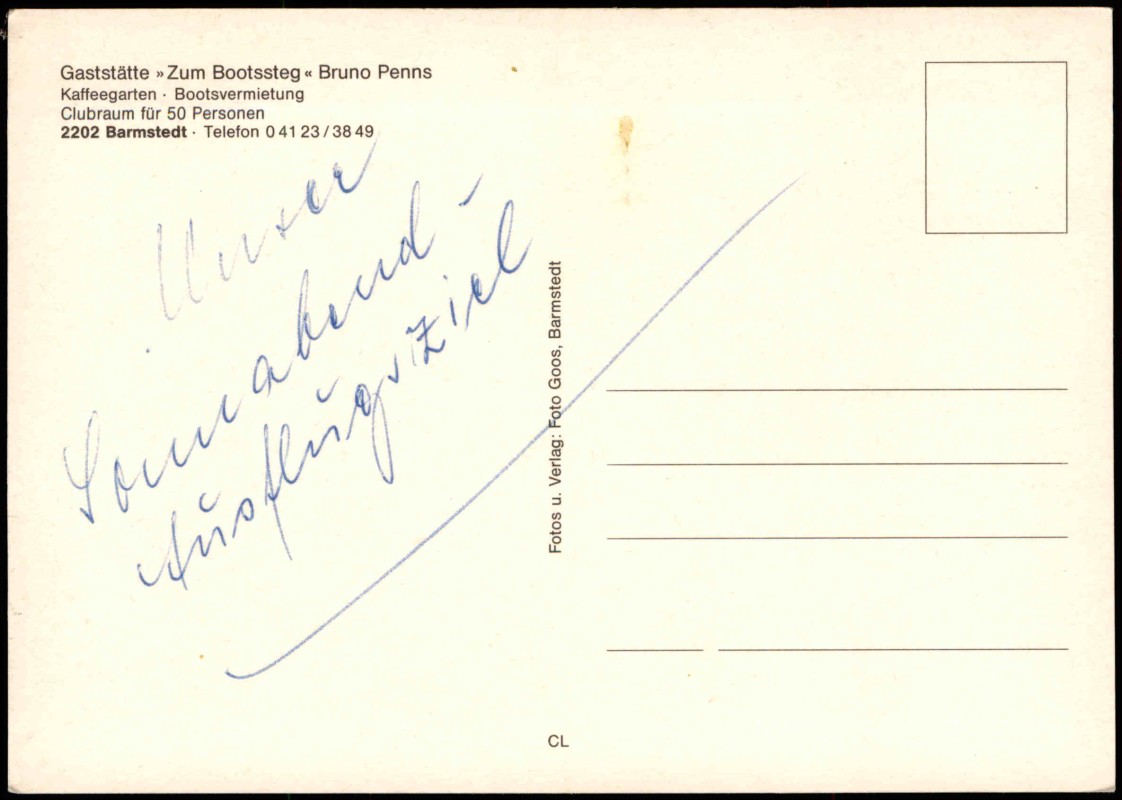 Gaststätte »Zum Bootssteg« Bruno Penns
Kaffeegarten · Bootsvermietung
Clubraum für 50 Personen
2202 Barmstedt · Telefon 0 41 23 / 38 49
Unser
Sonnabend -
Ausflugsziel
Fotos u. Verlag: Foto Goos, Barmstedt
CL